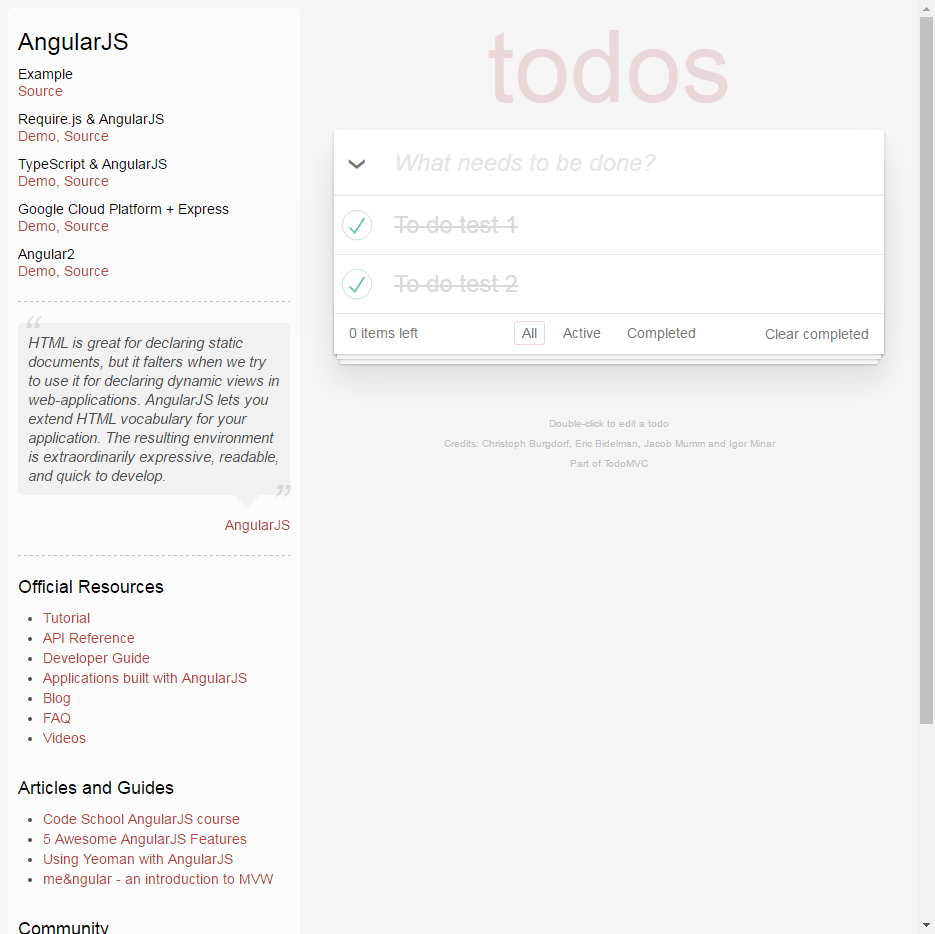 AngularJS
Example
Source
Require.js & AngularJS
Demo, Source
TypeScript & AngularJS
Demo, Source
Google Cloud Platform + Express
Demo, Source
Angular2
Demo, Source
“
HTML is great for declaring static
documents, but it falters when we try
to use it for declaring dynamic views in
web-applications. AngularJS lets you
extend HTML vocabulary for your
application. The resulting environment
is extraordinarily expressive, readable,
and quick to develop.
”
AngularJS
Official Resources
Tutorial
API Reference
Developer Guide
Applications built with AngularJS
Blog
FAQ
Videos
Articles and Guides
Code School AngularJS course
5 Awesome AngularJS Features
Using Yeoman with AngularJS
me&ngular - an introduction to MVW
Community
todos
What needs to be done?
To do test 1
To do test 2
0 items left All Active Completed Clear completed
Double-click to edit a todo
Credits: Christoph Burgdorf, Eric Bidelman, Jacob Mumm and Igor Minar
Part of TodoMVC